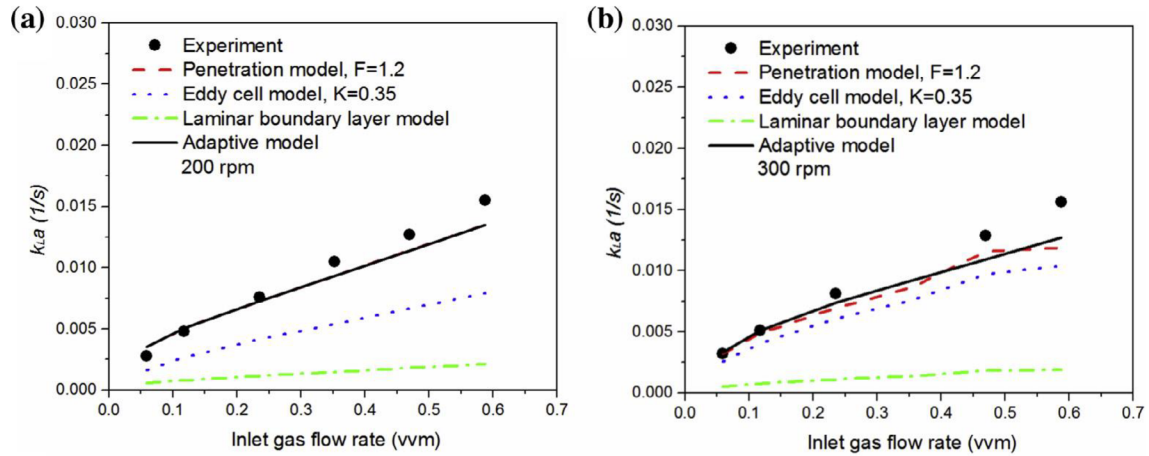 (a)
0.030
0.025
0.020
0.015
0.010
0.005
0.000
kLa (1/s)
Experiment
Penetration model, F=1.2
Eddy cell model, K=0.35
Laminar boundary layer model
Adaptive model
200 rpm
0.0 0.1 0.2 0.3 0.4 0.5 0.6 0.7
Inlet gas flow rate (vvm)
(b)
0.030
0.025
0.020
0.015
0.010
0.005
0.000
kLa (1/s)
Experiment
Penetration model, F=1.2
Eddy cell model, K=0.35
Laminar boundary layer model
Adaptive model
300 rpm
0.0 0.1 0.2 0.3 0.4 0.5 0.6 0.7
Inlet gas flow rate (vvm)